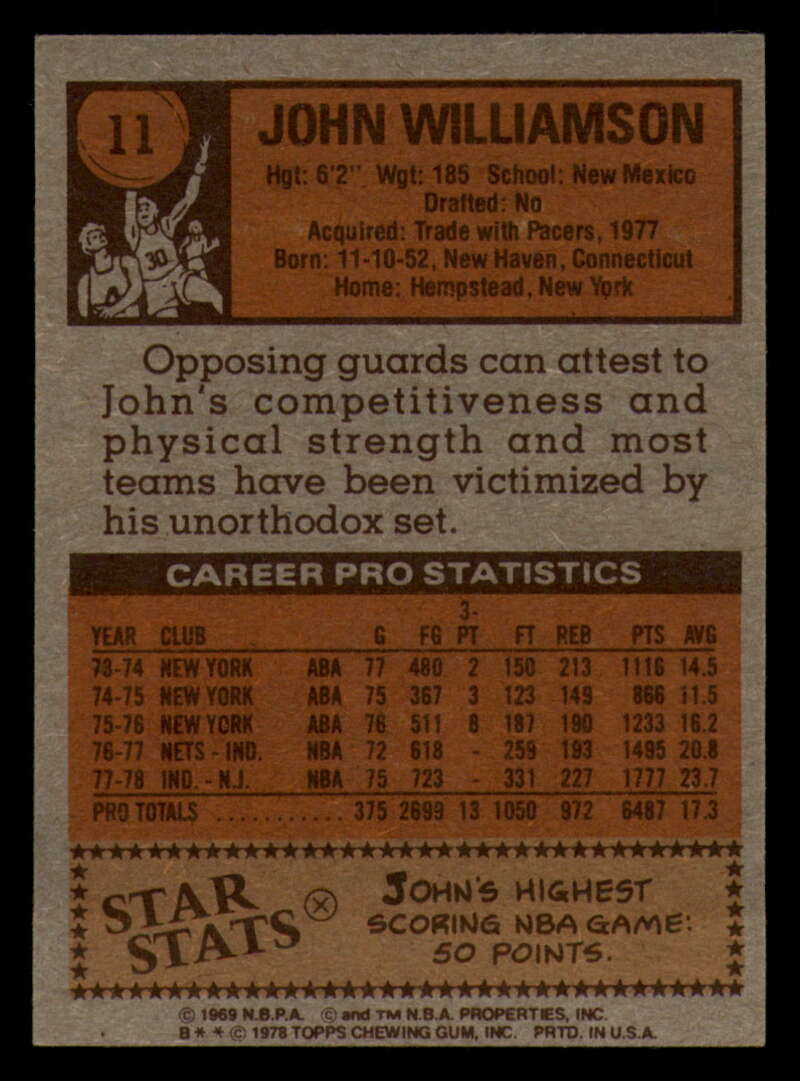 11
JOHN WILLIAMSON
Hgt: 6'2" Wgt: 185 School: New Mexico
Drafted: No
Acquired: Trade with Pacers, 1977
Born: 11-10-52, New Haven, Connecticut
Home: Hempstead, New York
30
Opposing guards can attest to
John's competitiveness and
physical strength and most
teams have been victimized by
his unorthodox set.
CAREER PRO STATISTICS
YEAR CLUB G FG 3-PT FT REB PTS AVG
73-74 NEW YORK ABA 77 480 2 150 213 1116 14.5
74-75 NEW YORK ABA 75 367 3 123 149 866 11.5
75-76 NEW YORK ABA 76 511 8 187 190 1233 16.2
76-77 NETS - IND. NBA 72 618 - 259 193 1495 20.8
77-78 IND. - N.J. NBA 75 723 - 331 227 1777 23.7
PRO TOTALS ........... 375 2699 13 1050 972 6487 17.3
STAR
STATS
JOHN'S HIGHEST
SCORING NBA GAME:
50 POINTS.
© 1969 N.B.P.A. © and TM N.B.A. PROPERTIES, INC.
B * * © 1978 TOPPS CHEWING GUM, INC. PRTD. IN U.S.A.